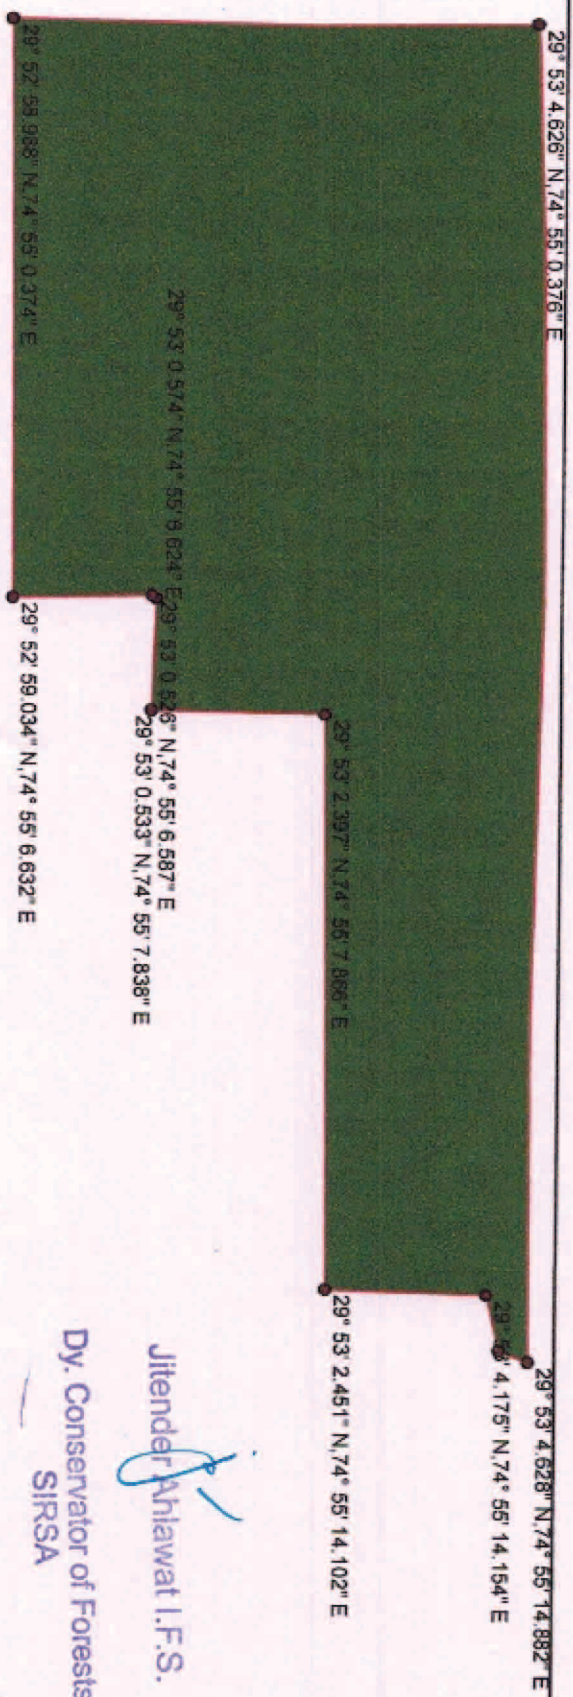 29° 53' 4.626" N,74° 55' 0.376" E
29° 53' 4.628" N,74° 55' 14.882" E
4.175" N,74° 55' 14.154" E
29° 53' 2.397" N,74° 55' 7.866" E
29° 53' 2.451" N,74° 55' 14.102" E
29° 53' 0.574" N,74° 55' 6.624" E
29° 53' 0.526" N,74° 55' 6.587" E
29° 53' 0.533" N,74° 55' 7.838" E
29° 52' 58.988" N,74° 55' 0.374" E
29° 52' 59.034" N,74° 55' 6.632" E
Jitender Ahlawat I.F.S.
Dy. Conservator of Forests
SIRSA